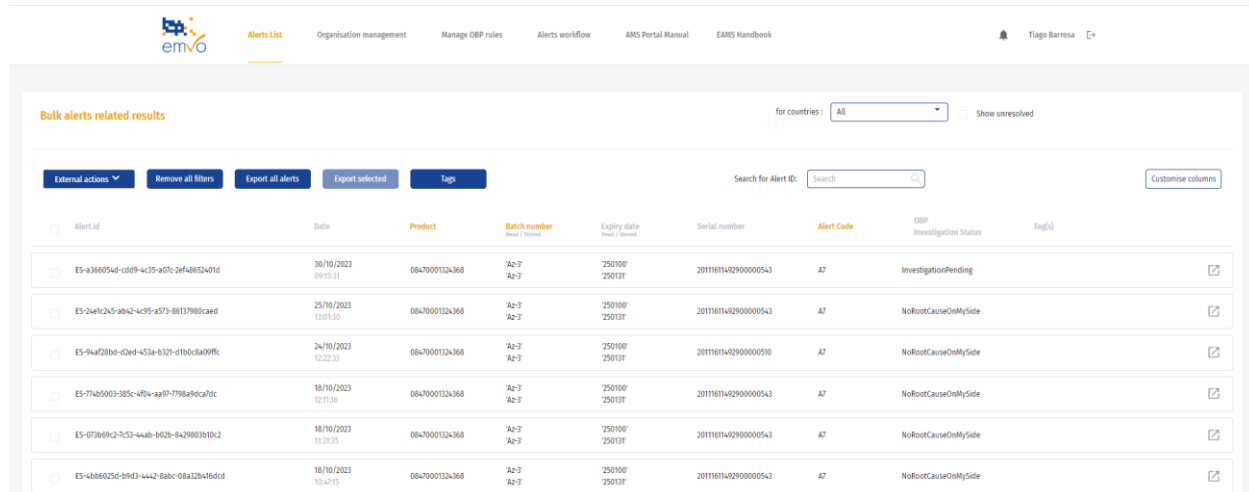 emvo
Alerts List Organisation management Manage OBP rules Alerts workflow AMS Portal Manual EAMS Handbook Tiago Barrosa
Bulk alerts related results for countries : All Show unresolved
External actions Remove all filters Export all alerts Export selected Tags Search for Alert ID: Search Customise columns
Alert id Date Product Batch number Expiry date Serial number Alert Code OBP Tag(s)
Read / Stored Read / Stored Investigation Status
ES-a366054d-cdd9-4c35-a07c-2ef48652401d 30/10/2023 08470001324368 'Az-3' '250100' 20111611492900000543 A7 InvestigationPending
09:15:31 'Az-3' '250131'
ES-24e1c245-ab42-4c95-a573-86137980caed 25/10/2023 08470001324368 'Az-3' '250100' 20111611492900000543 A7 NoRootCauseOnMySide
13:01:30 'Az-3' '250131'
ES-94af28bd-d2ed-453a-b321-d1b0c8a09ffc 24/10/2023 08470001324368 'Az-3' '250100' 20111611492900000510 A7 NoRootCauseOnMySide
12:22:33 'Az-3' '250131'
ES-774b5003-385c-4f04-aa97-7798a9dca7dc 18/10/2023 08470001324368 'Az-3' '250100' 20111611492900000543 A7 NoRootCauseOnMySide
12:11:16 'Az-3' '250131'
ES-073b69c2-7c53-44ab-b02b-8429803b10c2 18/10/2023 08470001324368 'Az-3' '250100' 20111611492900000543 A7 NoRootCauseOnMySide
11:31:35 'Az-3' '250131'
ES-4bb6025d-b9d3-4442-8abc-08a32b416dcd 18/10/2023 08470001324368 'Az-3' '250100' 20111611492900000543 A7 NoRootCauseOnMySide
10:47:15 'Az-3' '250131'